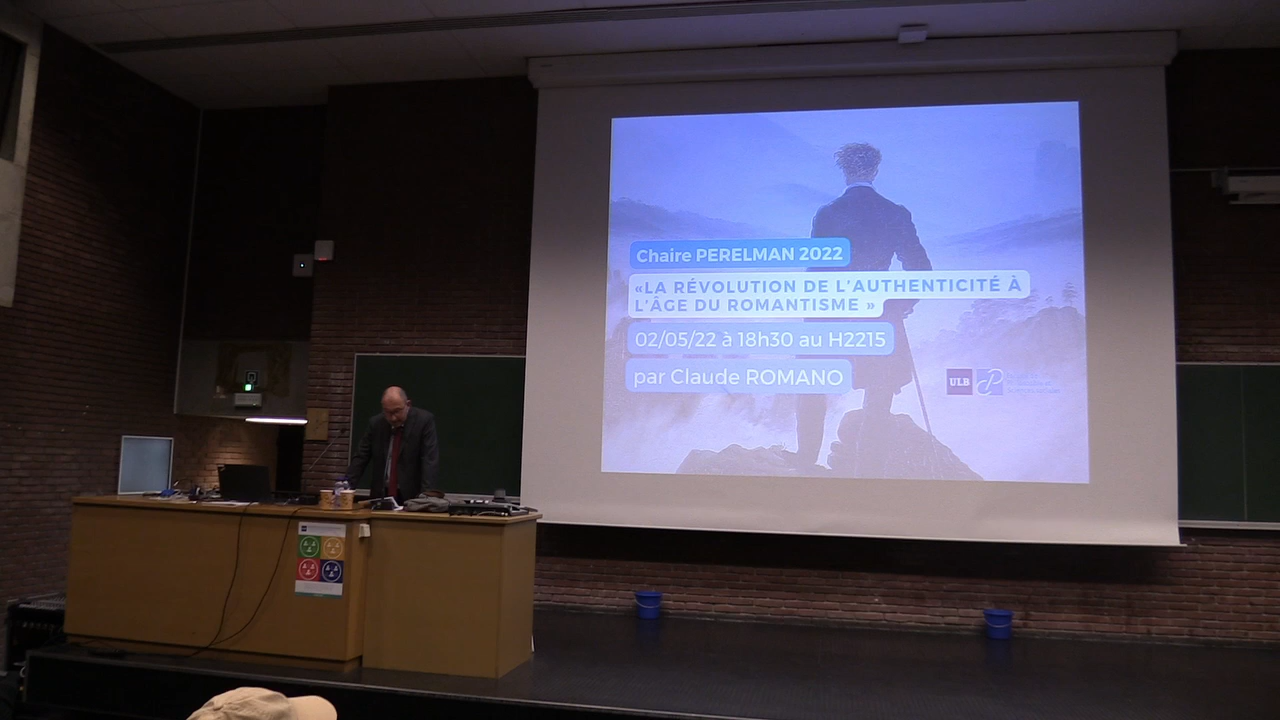 Chaire PERELMAN 2022
«LA RÉVOLUTION DE L'AUTHENTICITÉ À
L'ÂGE DU ROMANTISME »
02/05/22 à 18h30 au H2215
par Claude ROMANO
ULB